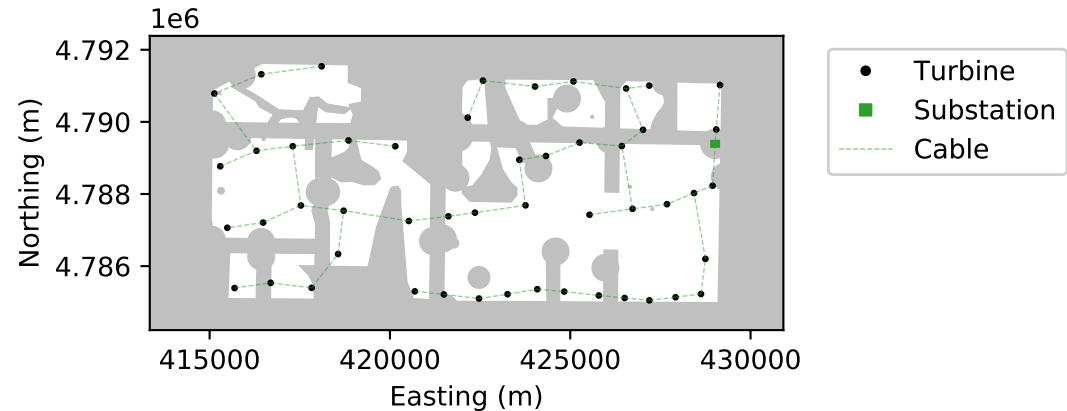 1e6
4.792
4.790
4.788
4.786
Northing (m)
415000
420000
425000
430000
Easting (m)
Turbine
Substation
Cable